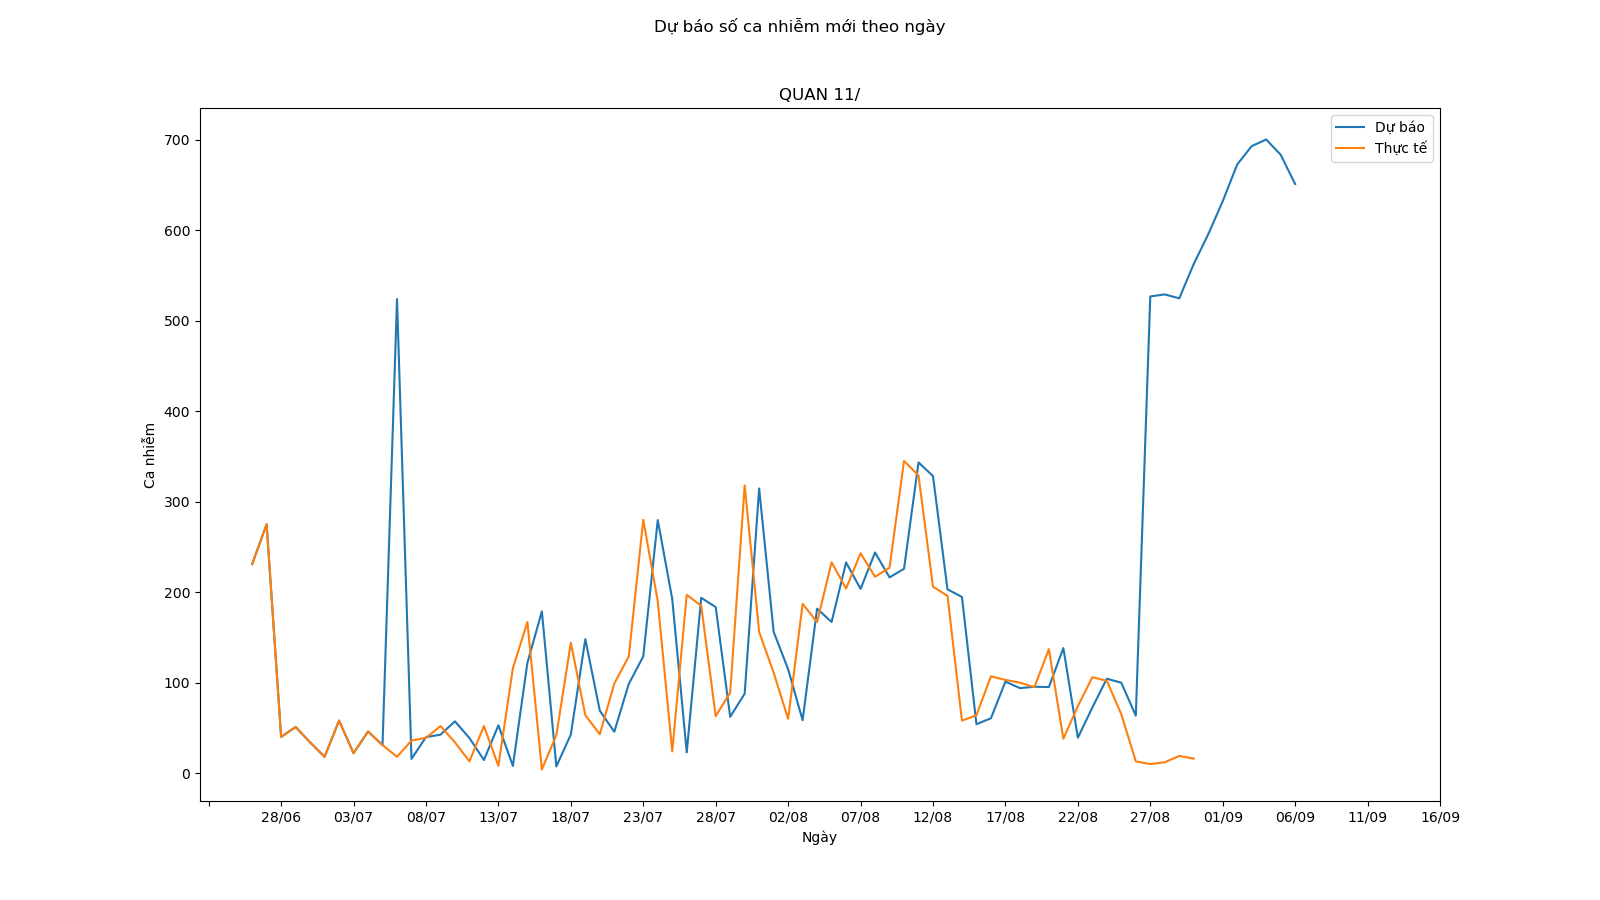 Dự báo số ca nhiễm mới theo ngày
QUAN 11/
Dự báo
Thực tế
700
600
500
400
300
200
100
0
Ca nhiễm
28/06 03/07 08/07 13/07 18/07 23/07 28/07 02/08 07/08 12/08 17/08 22/08 27/08 01/09 06/09 11/09 16/09
Ngày